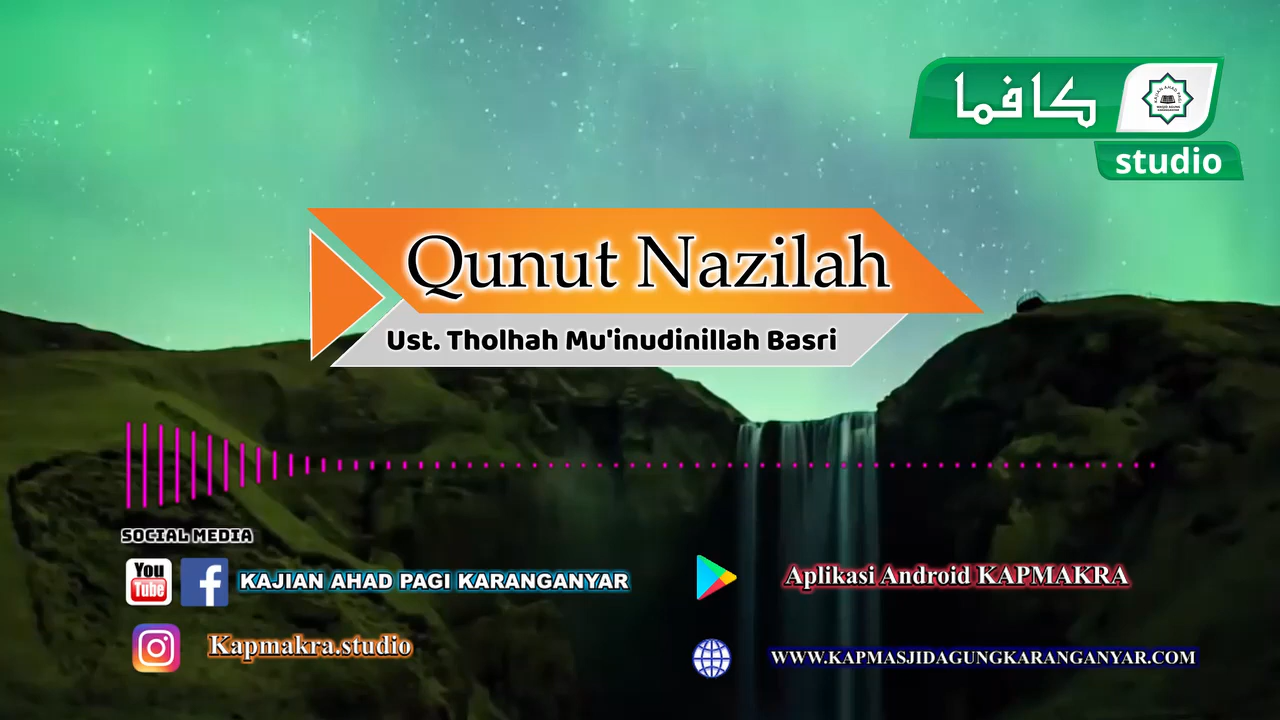 كافما
studio
Qunut Nazilah
Ust. Tholhah Mu'inudinillah Basri
SOCIAL MEDIA
You
Tube
KAJIAN AHAD PAGI KARANGANYAR
Kapmakra.studio
Aplikasi Android KAPMAKRA
WWW.KAPMASJIDAGUNGKARANGANYAR.COM